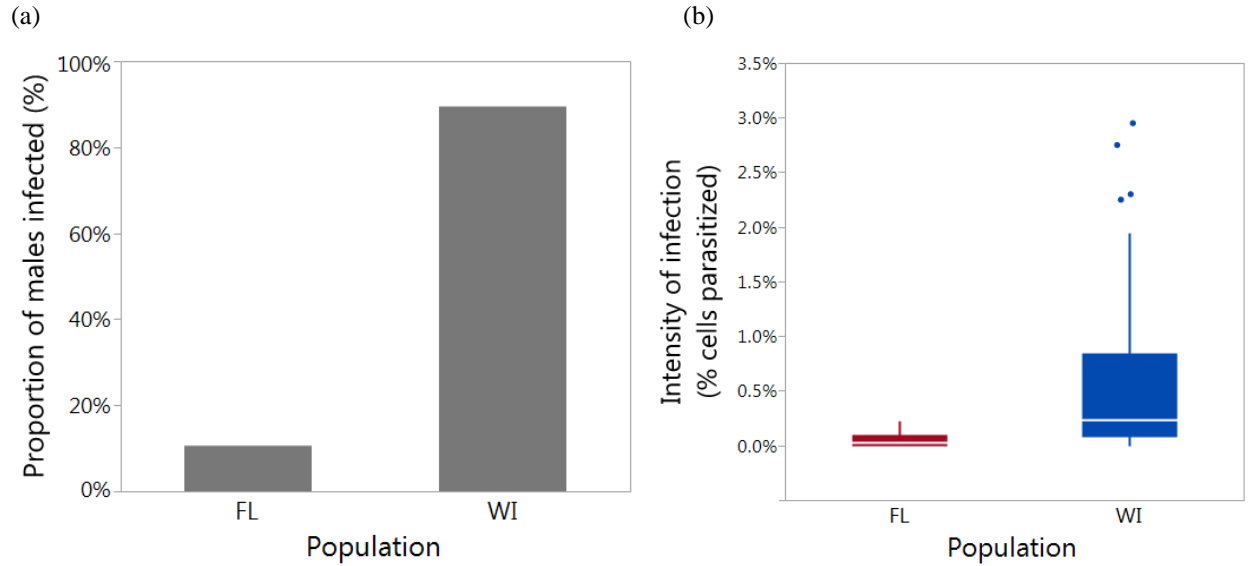 (a)
Proportion of males infected (%)
100%
80%
60%
40%
20%
0%
FL
WI
Population
(b)
Intensity of infection
(% cells parasitized)
3.5%
3.0%
2.5%
2.0%
1.5%
1.0%
0.5%
0.0%
FL
WI
Population